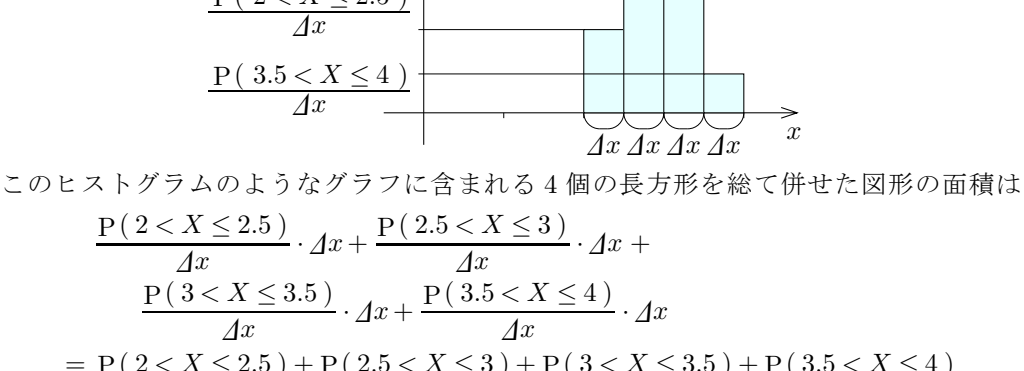 P( 2 < X ≤ 2.5 )
Δx
P( 3.5 < X ≤ 4 )
Δx
x
Δx Δx Δx Δx
このヒストグラムのようなグラフに含まれる 4 個の長方形を総て併せた図形の面積は
P( 2 < X ≤ 2.5 )/Δx · Δx + P( 2.5 < X ≤ 3 )/Δx · Δx +
P( 3 < X ≤ 3.5 )/Δx · Δx + P( 3.5 < X ≤ 4 )/Δx · Δx
= P( 2 < X ≤ 2.5 ) + P( 2.5 < X ≤ 3 ) + P( 3 < X ≤ 3.5 ) + P( 3.5 < X ≤ 4 )